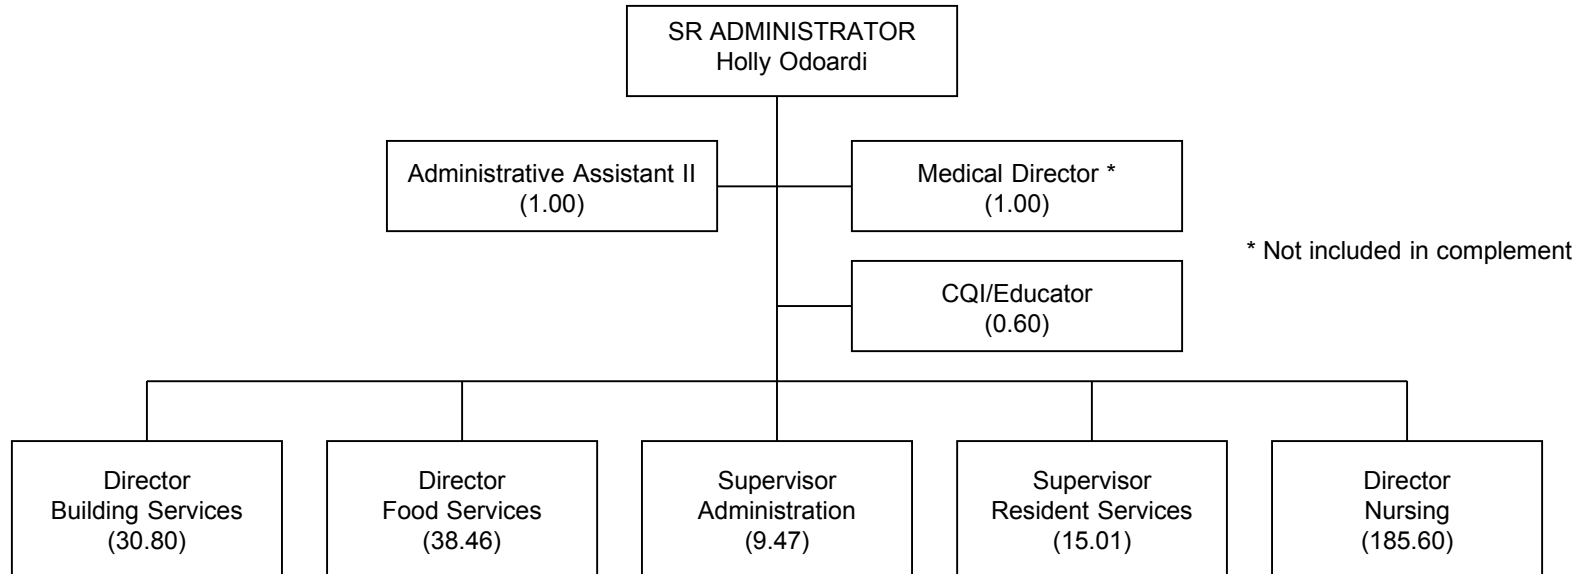 SR ADMINISTRATOR
Holly Odoardi
Administrative Assistant II
(1.00)
Medical Director *
(1.00)
* Not included in complement
CQI/Educator
(0.60)
Director
Building Services
(30.80)
Director
Food Services
(38.46)
Supervisor
Administration
(9.47)
Supervisor
Resident Services
(15.01)
Director
Nursing
(185.60)